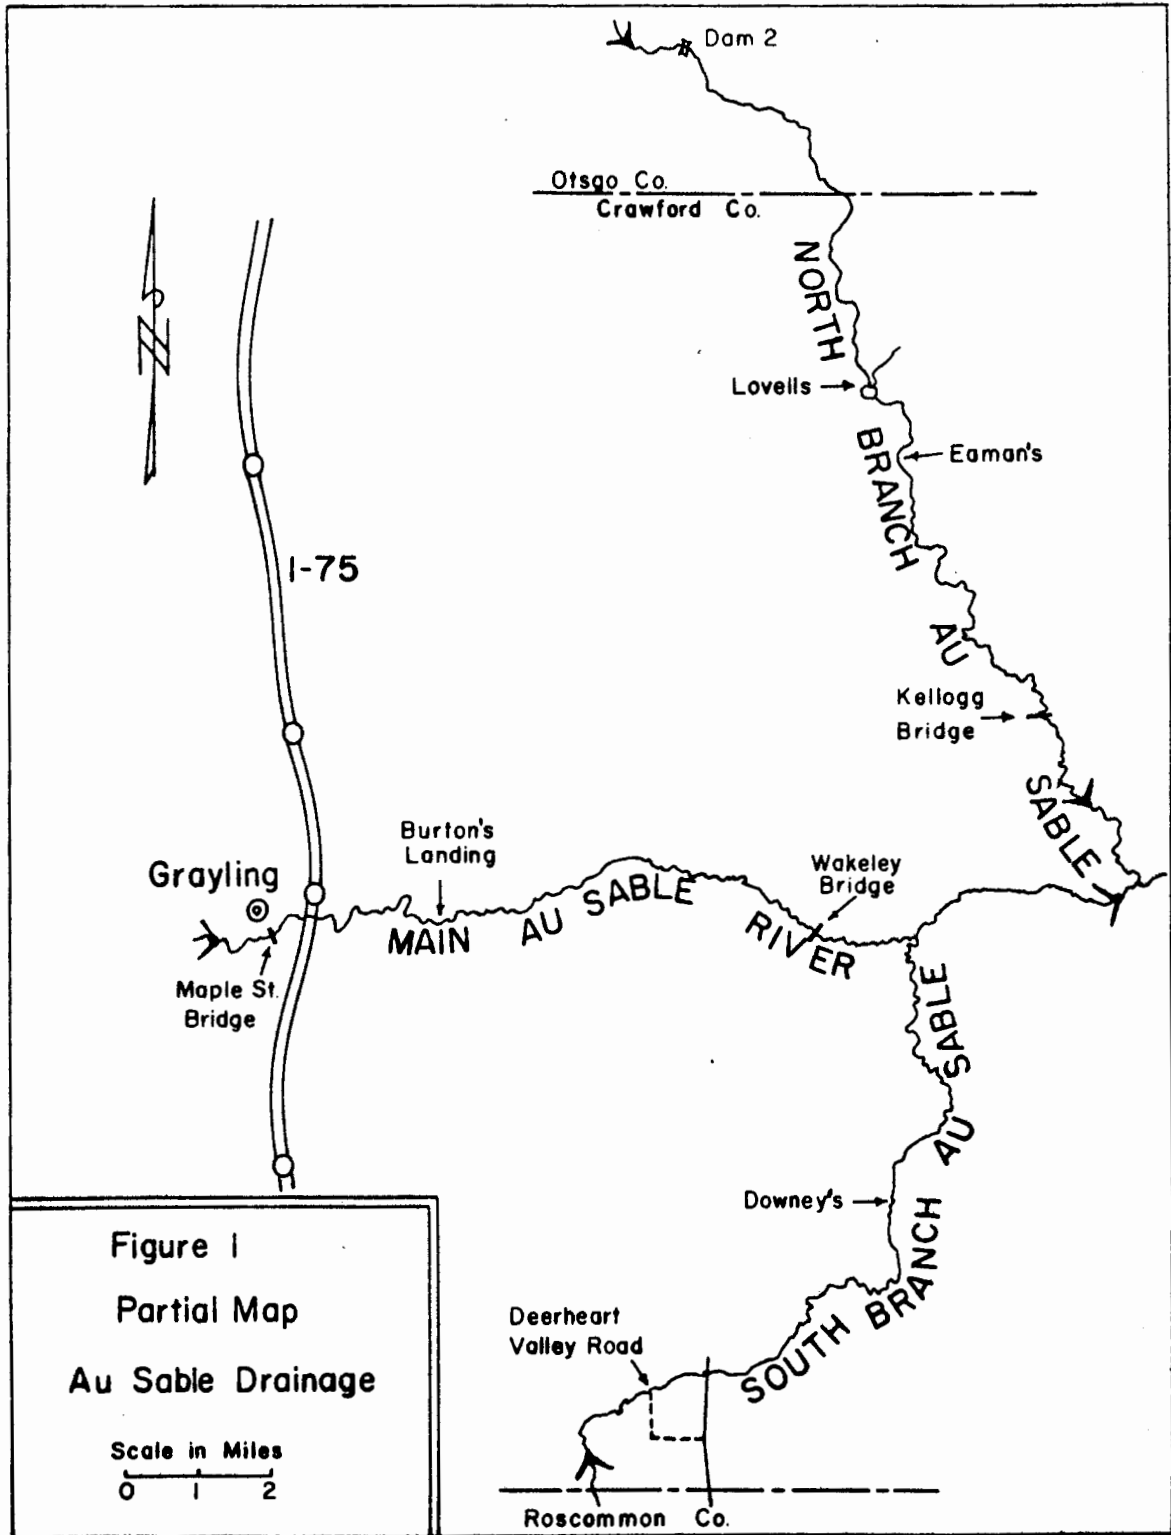 Dam 2
Otsgo Co.
Crawford Co.
N
NORTH BRANCH AU SABLE
Lovells
Eaman's
I-75
Kellogg
Bridge
Burton's
Landing
Grayling
Wakeley
Bridge
MAIN AU SABLE RIVER
Maple St.
Bridge
SOUTH BRANCH AU SABLE
Downey's
Deerheart
Valley Road
Figure 1
Partial Map
Au Sable Drainage
Scale in Miles
0 1 2
Roscommon Co.